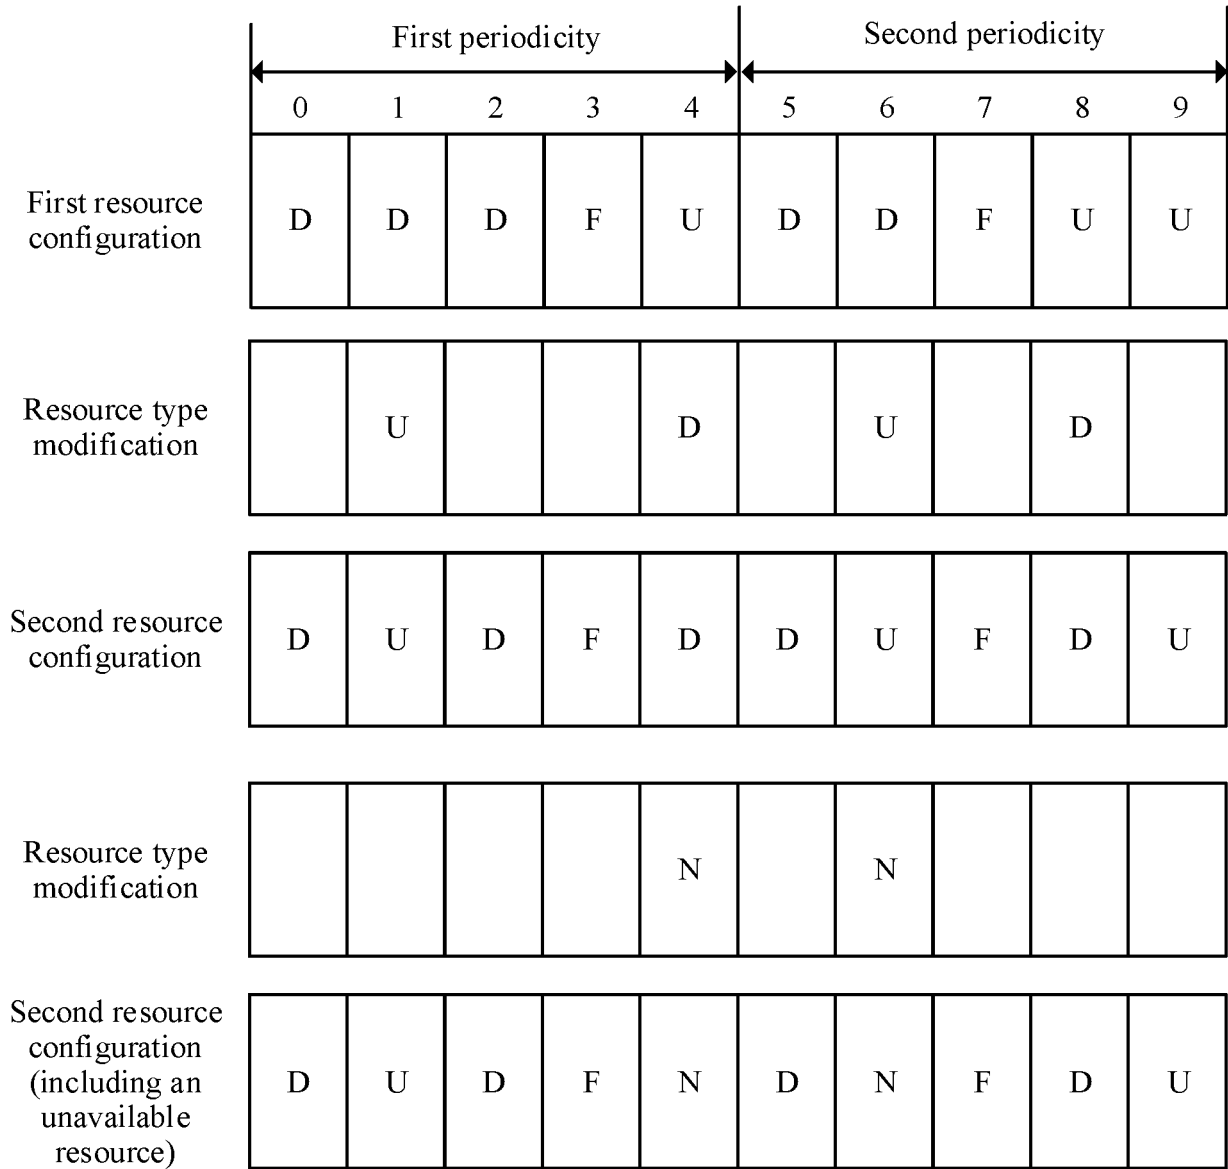 First periodicity Second periodicity
0 1 2 3 4 5 6 7 8 9
First resource
configuration
D D D F U D D F U U
Resource type
modification
U D U D
Second resource
configuration
D U D F D D U F D U
Resource type
modification
N N
Second resource
configuration
(including an
unavailable
resource)
D U D F N D N F D U